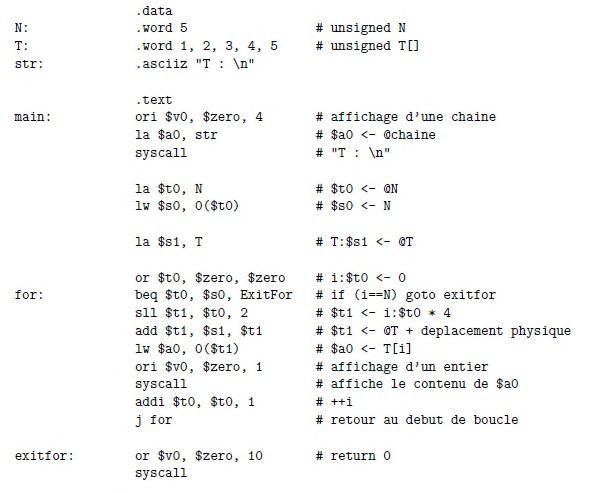 .data
N: .word 5 # unsigned N
T: .word 1, 2, 3, 4, 5 # unsigned T[]
str: .asciiz "T : \n"
.text
main: ori $v0, $zero, 4 # affichage d'une chaine
la $a0, str # $a0 <- @chaine
syscall # "T : \n"
la $t0, N # $t0 <- @N
lw $s0, 0($t0) # $s0 <- N
la $s1, T # T:$s1 <- @T
or $t0, $zero, $zero # i:$t0 <- 0
for: beq $t0, $s0, ExitFor # if (i==N) goto exitfor
sll $t1, $t0, 2 # $t1 <- i:$t0 * 4
add $t1, $s1, $t1 # $t1 <- @T + deplacement physique
lw $a0, 0($t1) # $a0 <- T[i]
ori $v0, $zero, 1 # affichage d'un entier
syscall # affiche le contenu de $a0
addi $t0, $t0, 1 # ++i
j for # retour au debut de boucle
exitfor: or $v0, $zero, 10 # return 0
syscall